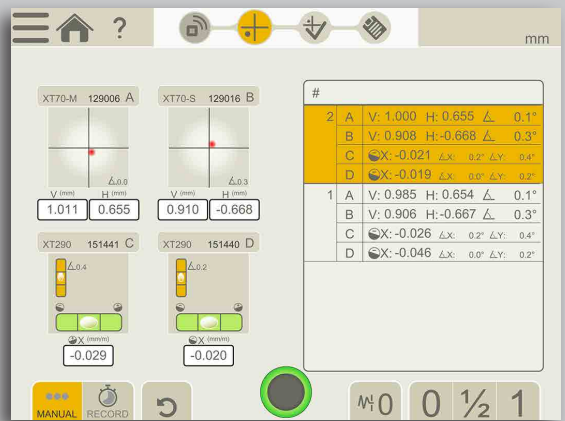 ?
mm
XT70-M 129006 A
XT70-S 129016 B
∠.0.0
∠.0.3
V (mm) H (mm)
V (mm) H (mm)
1.011 0.655
0.910 -0.668
XT290 151441 C
XT290 151440 D
∠0.4
∠0.2
X (mm/m)
X (mm/m)
-0.029
-0.020
#
2 A V: 1.000 H: 0.655 ∠ 0.1°
B V: 0.908 H:-0.668 ∠ 0.3°
C X: -0.021 ∠X: 0.2° ∠Y: 0.4°
D X: -0.019 ∠X: 0.0° ∠Y: 0.2°
1 A V: 0.985 H: 0.654 ∠ 0.1°
B V: 0.906 H:-0.667 ∠ 0.3°
C X: -0.026 ∠X: 0.2° ∠Y: 0.4°
D X: -0.046 ∠X: 0.0° ∠Y: 0.2°
MANUAL RECORD
0 0 ½ 1